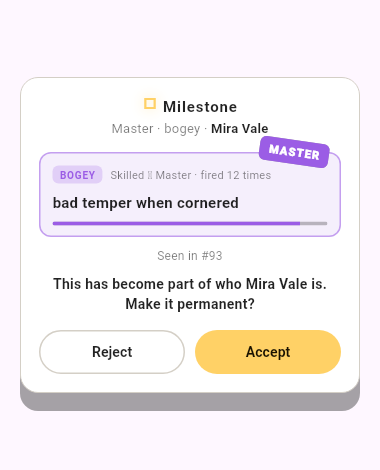 Milestone
Master · bogey · Mira Vale
MASTER
BOGEY Skilled Master · fired 12 times
bad temper when cornered
Seen in #93
This has become part of who Mira Vale is.
Make it permanent?
Reject Accept